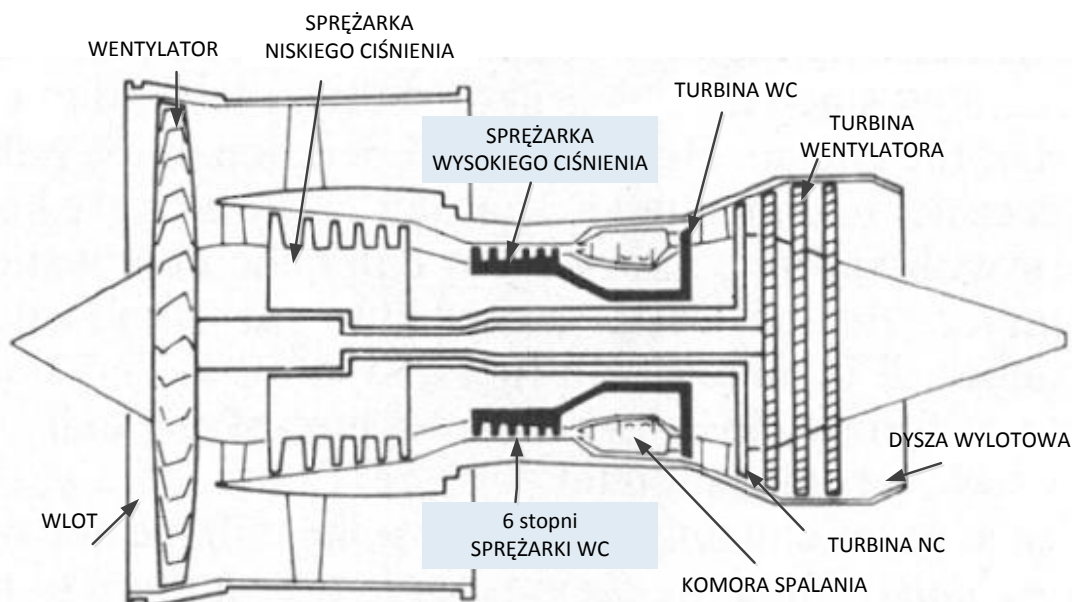 SPRĘŻARKA
NISKIEGO CIŚNIENIA
WENTYLATOR
TURBINA WC
SPRĘŻARKA
WYSOKIEGO CIŚNIENIA
TURBINA
WENTYLATORA
DYSZA WYLOTOWA
WLOT
6 stopni
SPRĘŻARKI WC
TURBINA NC
KOMORA SPALANIA